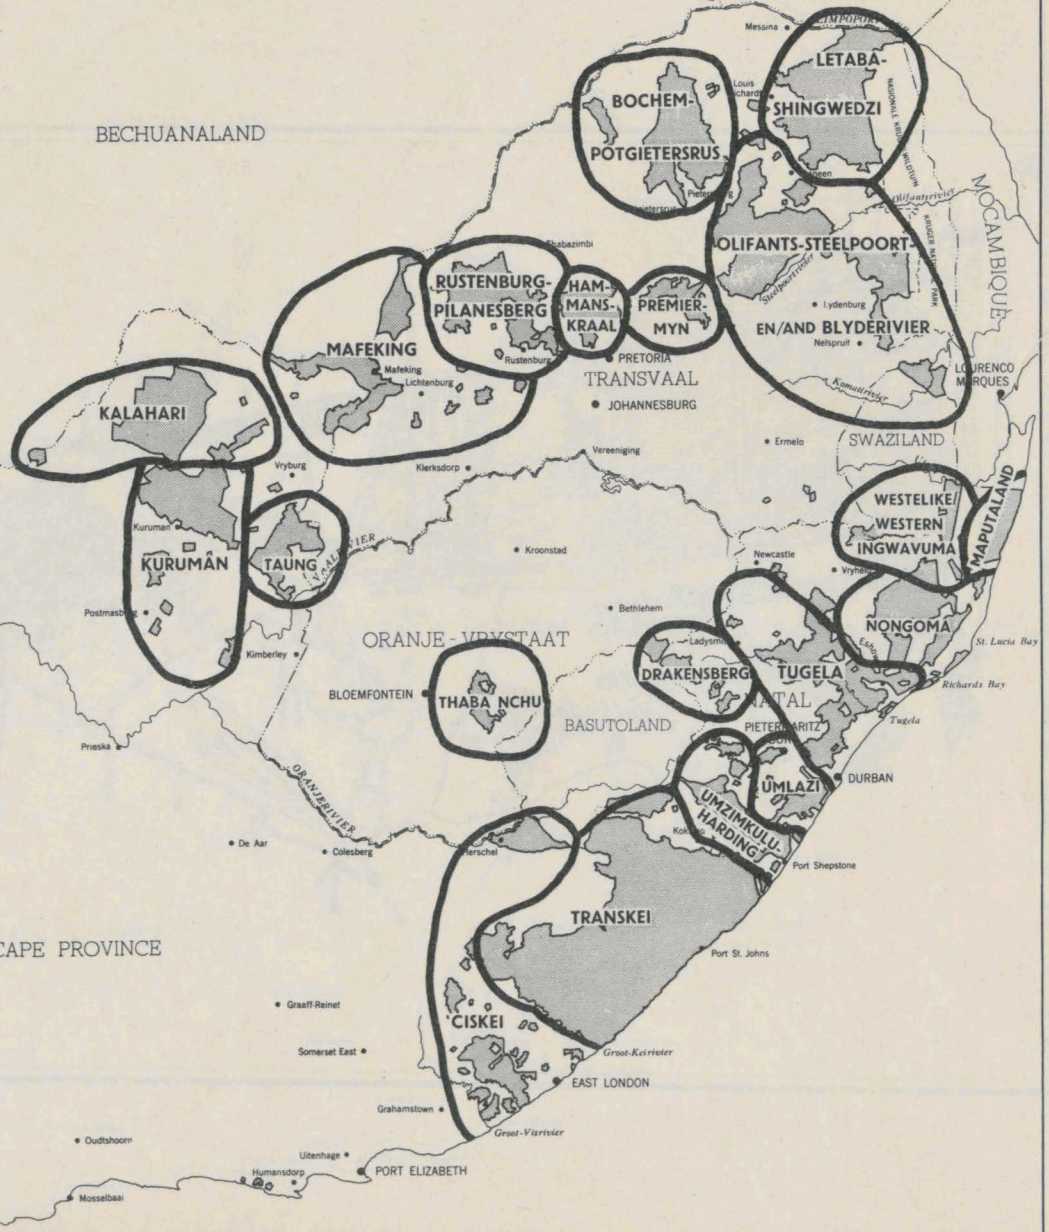 Messina
LIMPOPO
LETABA-
SHINGWEDZI
Louis
NASIONALE KRUGERWILDTUIN
BOCHEM-
POTGIETERSRUS
BECHUANALAND
Olifantsrivier
MOCAMBIQUE
KRUGER NATIONAL PARK
OLIFANTS-STEELPOORT-
Steelpoortrivier
Lydenburg
EN/AND BLYDERIVIER
Nelspruit
Thabazimbi
RUSTENBURG-
PILANESBERG
Rustenburg
HAM-
MANS-
KRAAL
PREMIER-
MYN
PRETORIA
TRANSVAAL
JOHANNESBURG
MAFEKING
Mafeking
Lichtenburg
KALAHARI
Komatirivier
LOURENCO
MARQUES
SWAZILAND
Ermelo
Vereeniging
Klerksdorp
Vryburg
WESTELIKE/
WESTERN
INGWAVUMA
MAPUTALAND
Kuruman
KURUMAN
TAUNG
VAALRIVIER
Kroonstad
Newcastle
Vryheid
Postmasburg
Bethlehem
NONGOMA
ORANJE-VRYSTAAT
Ladysmith
Eshowe
St. Lucia Bay
Kimberley
DRAKENSBERG
TUGELA
Richards Bay
BLOEMFONTEIN
THABA NCHU
BASUTOLAND
NATAL
Tugela
Prieska
UMLAZI
DURBAN
ORANJERIVIER
UMZIMKULU-
HARDING
De Aar
Colesberg
Herschel
Port Shepstone
TRANSKEI
CAPE PROVINCE
Port St. Johns
Graaff-Reinet
CISKEI
Somerset East
Groot-Keirivier
EAST LONDON
Grahamstown
Groot-Visrivier
Oudtshoorn
Uitenhage
Humansdorp
PORT ELIZABETH
Mosselbaai